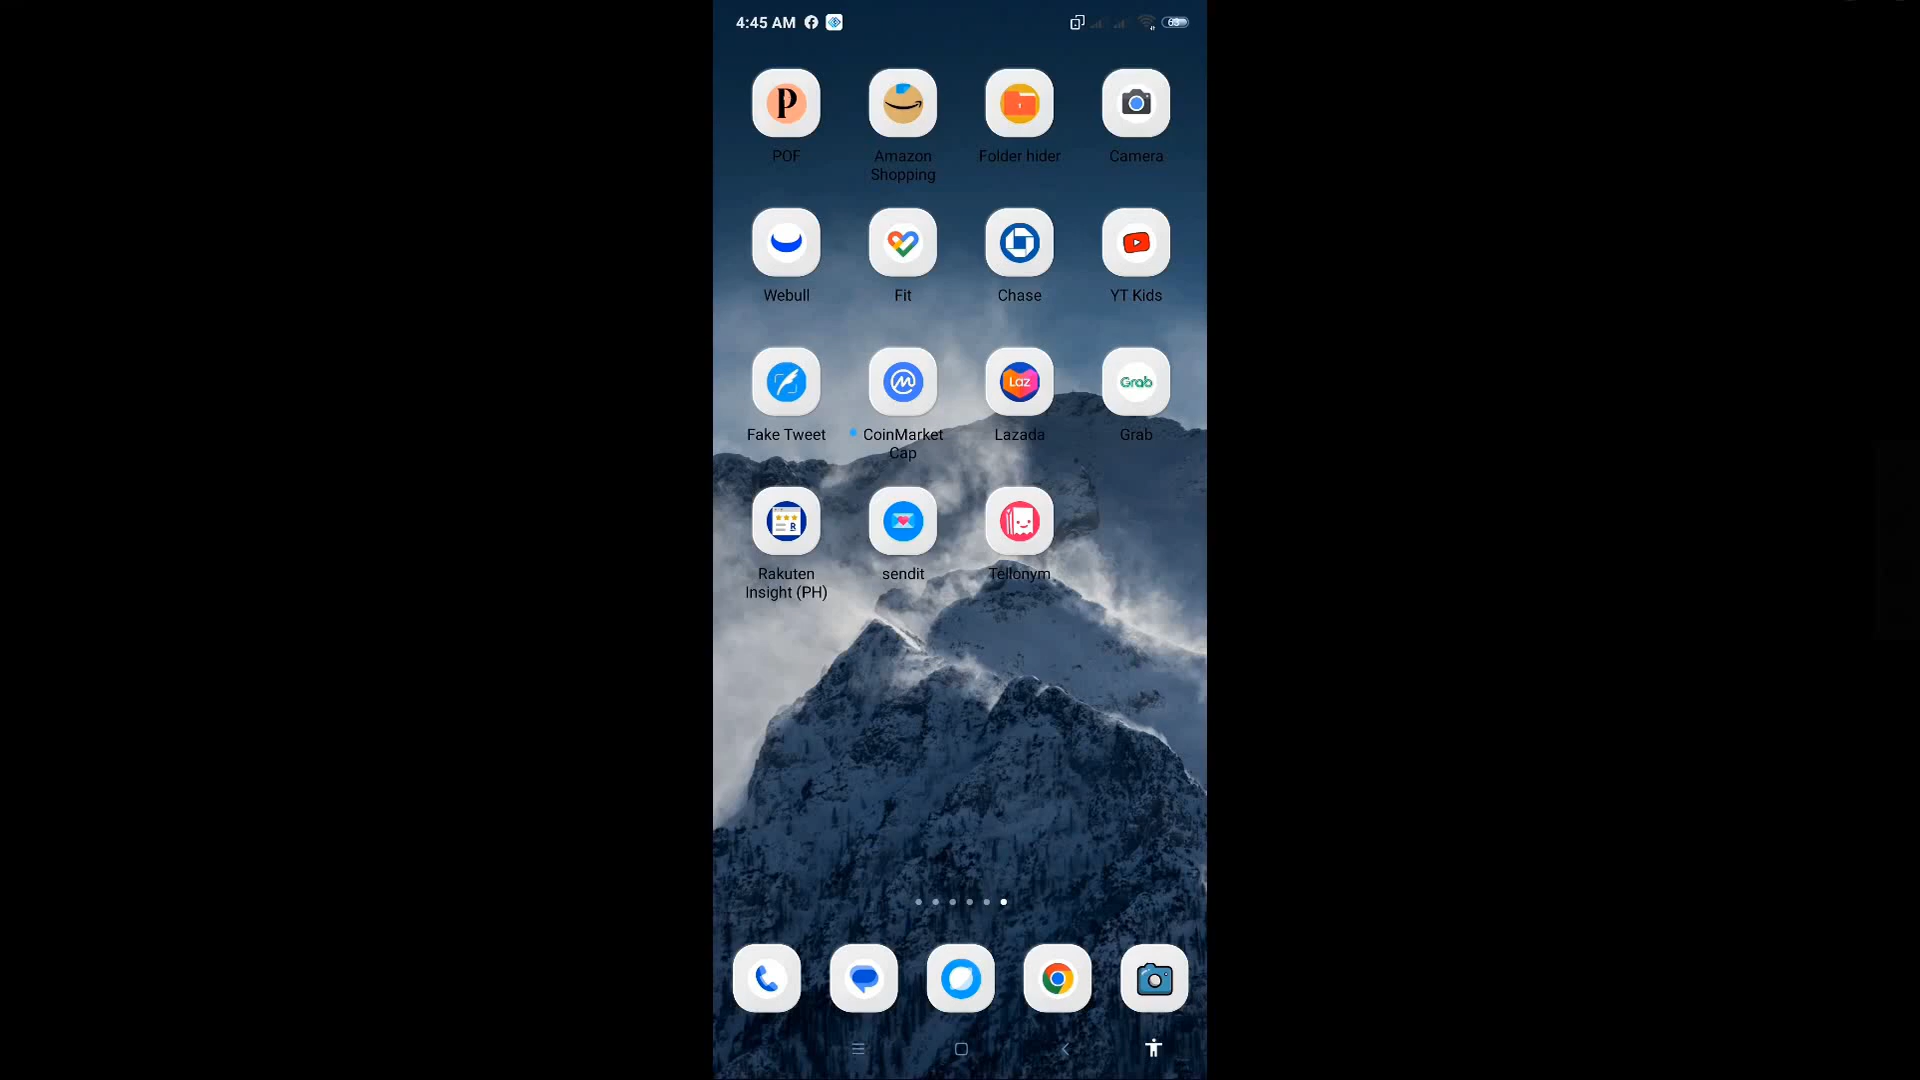 4:45 AM
63
P
POF
Amazon
Shopping
Folder hider
Camera
Webull
Fit
Chase
YT Kids
Laz
Grab
Fake Tweet
CoinMarket
Cap
Lazada
Grab
R
Rakuten
Insight (PH)
sendit
Tellonym